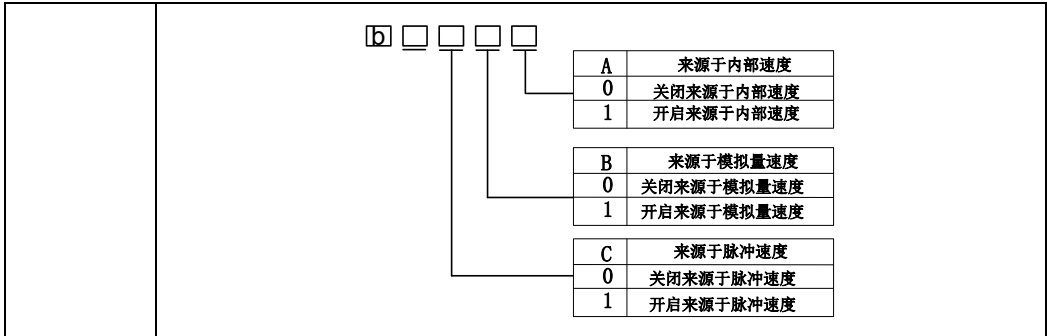 b
A 来源于内部速度
0 关闭来源于内部速度
1 开启来源于内部速度
B 来源于模拟量速度
0 关闭来源于模拟量速度
1 开启来源于模拟量速度
C 来源于脉冲速度
0 关闭来源于脉冲速度
1 开启来源于脉冲速度